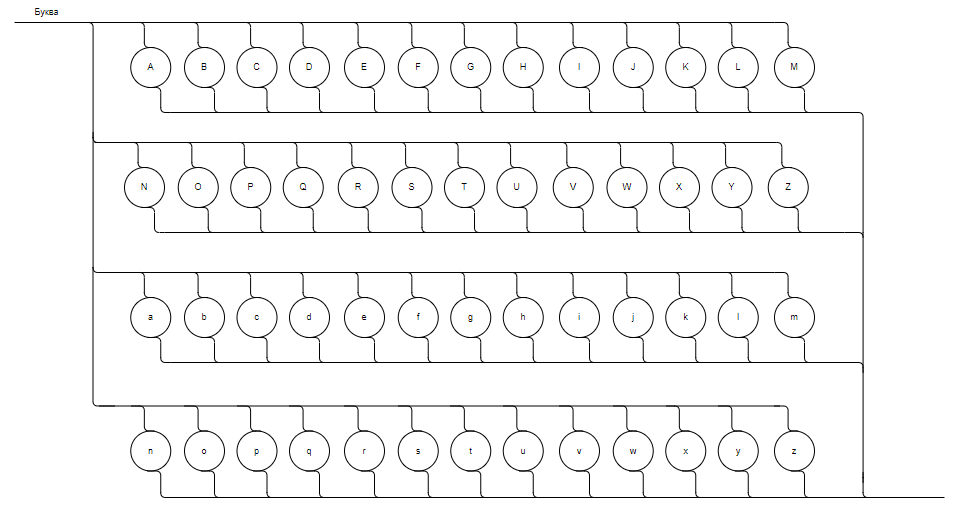 Буква
A B C D E F G H I J K L M
N O P Q R S T U V W X Y Z
a b c d e f g h i j k l m
n o p q r s t u v w x y z